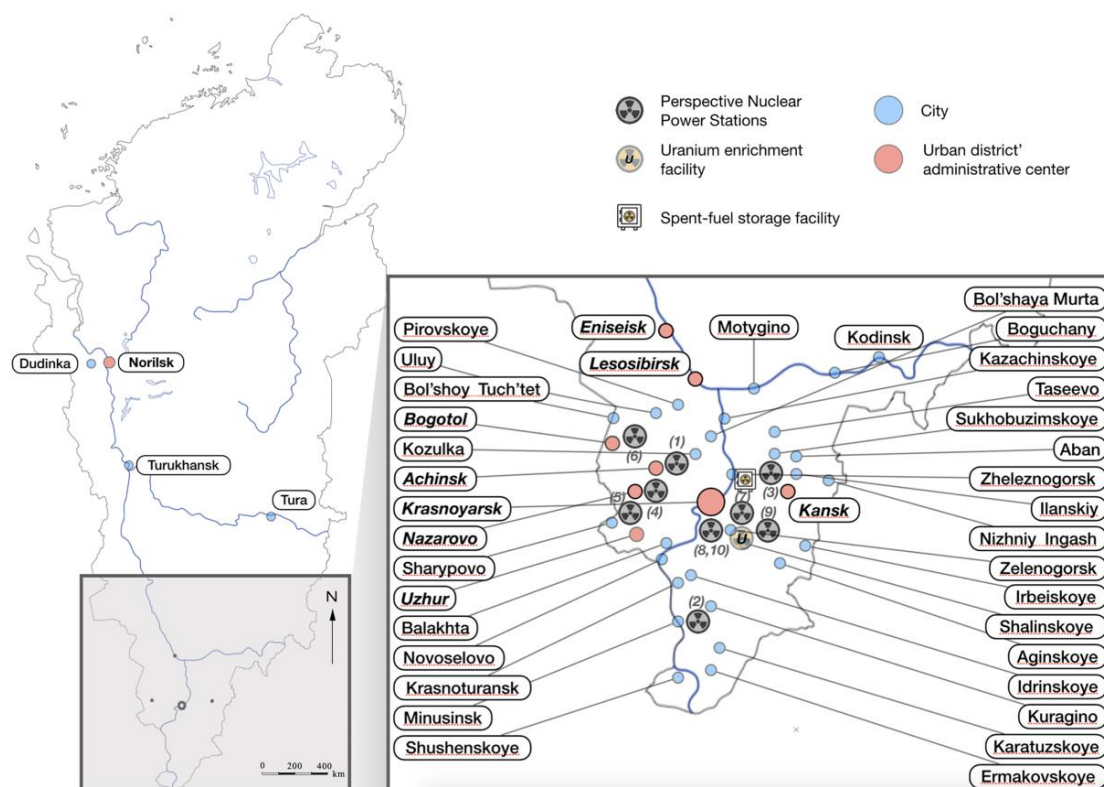 Perspective Nuclear
Power Stations
Uranium enrichment
facility
Spent-fuel storage facility
City
Urban district'
administrative center
U
Dudinka
Norilsk
Turukhansk
Tura
N
0 200 400
km
Pirovskoye
Uluy
Bol'shoy Tuch'tet
Bogotol
Kozulka
Achinsk
Krasnoyarsk
Nazarovo
Sharypovo
Uzhur
Balakhta
Novoselovo
Krasnoturansk
Minusinsk
Shushenskoye
Eniseisk
Lesosibirsk
Motygino
Kodinsk
Bol'shaya Murta
Boguchany
Kazachinskoye
Taseevo
Sukhobuzimskoye
Aban
Zheleznogorsk
Ilanskiy
Nizhniy Ingash
Zelenogorsk
Irbeiskoye
Shalinskoye
Aginskoye
Idrinskoye
Kuragino
Karatuzskoye
Ermakovskoye
Kansk
(1)
(6)
(5)
(4)
(3)
(7)
(9)
(8,10)
U
(2)